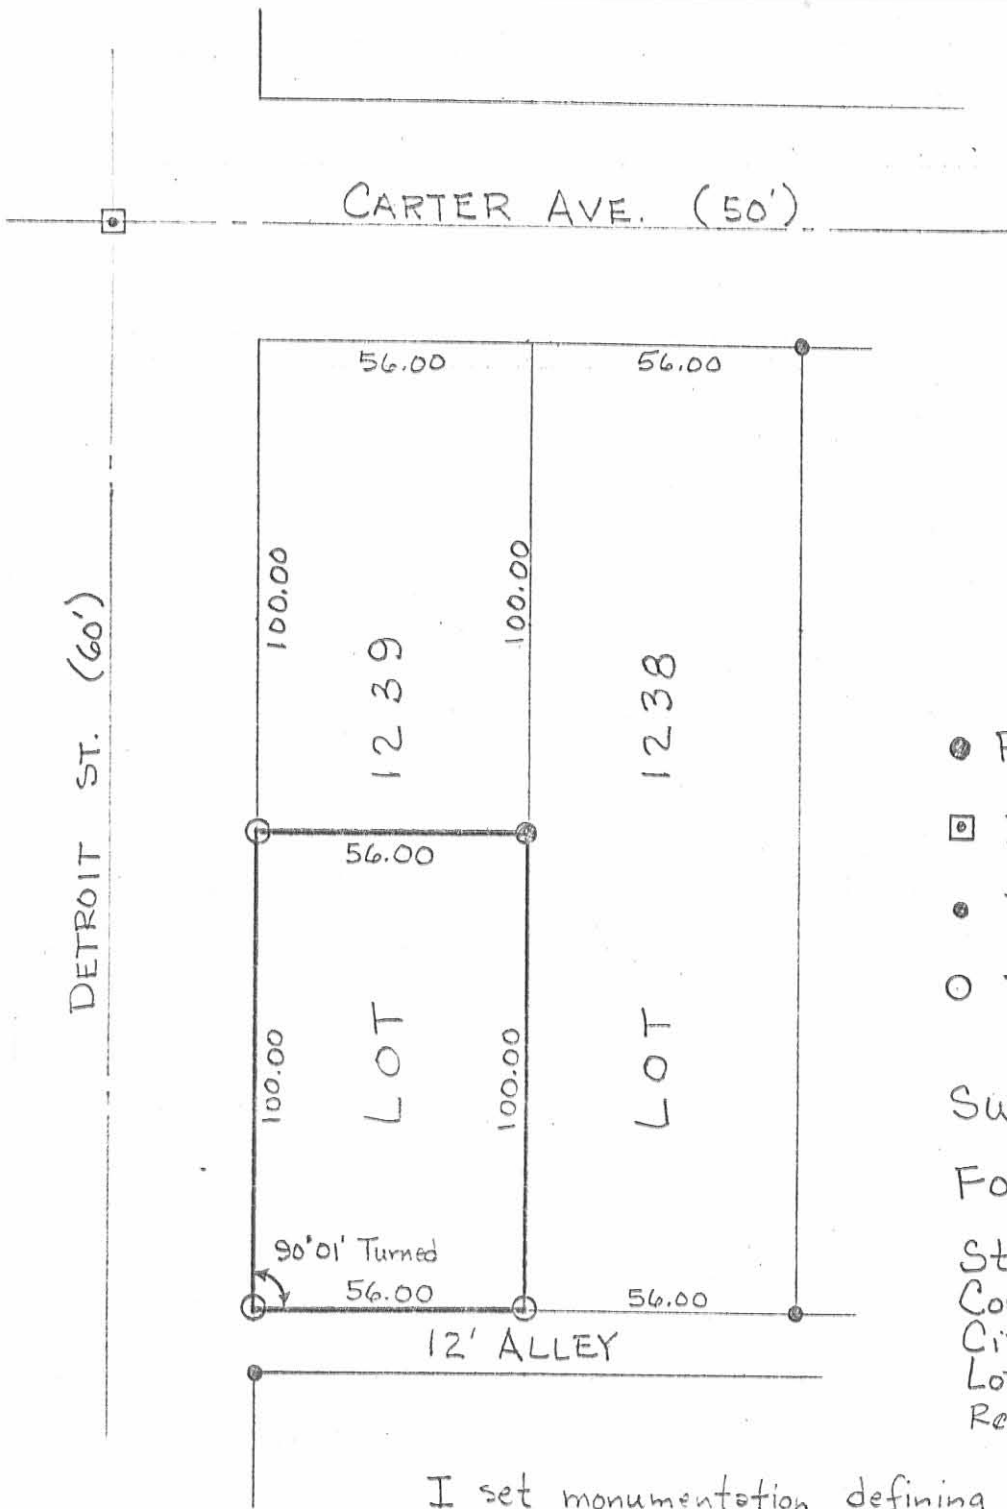 CARTER AVE. (50')
56.00
56.00
DETROIT ST. (60')
100.00
100.00
LOT 1239
LOT 1238
56.00
100.00
100.00
90°01' Turned
56.00
56.00
12' ALLEY
I set monumentation defining